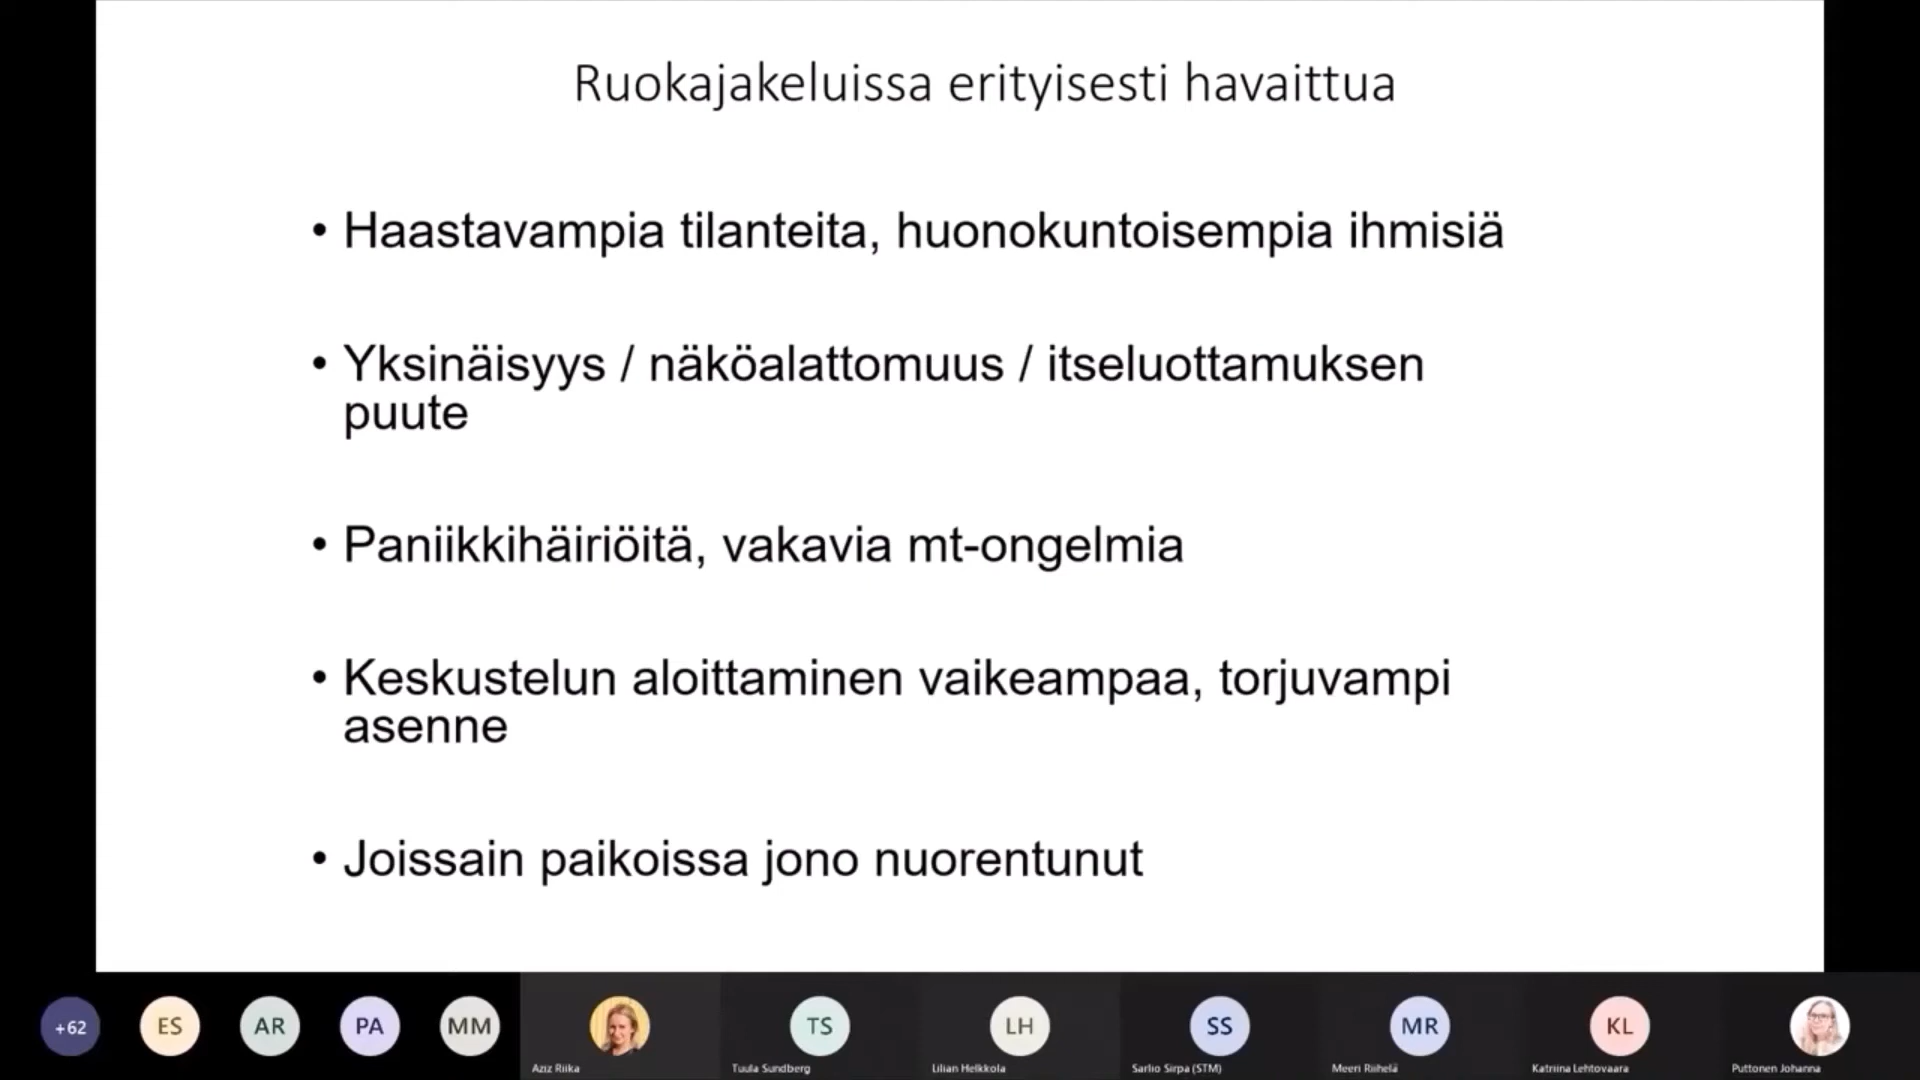 Ruokajakeluissa erityisesti havaittua
• Haastavampia tilanteita, huonokuntoisempia ihmisiä
• Yksinäisyys / näköalattomuus / itseluottamuksen
puute
• Paniikkihäiriöitä, vakavia mt-ongelmia
• Keskustelun aloittaminen vaikeampaa, torjuvampi
asenne
• Joissain paikoissa jono nuorentunut
+62 ES AR PA MM TS LH SS MR KL
Aziz Riika Tuula Sundberg Lilian Helkkola Sarlio Sirpa (STM) Meeri Riihelä Katriina Lehtovaara Puttonen Johanna